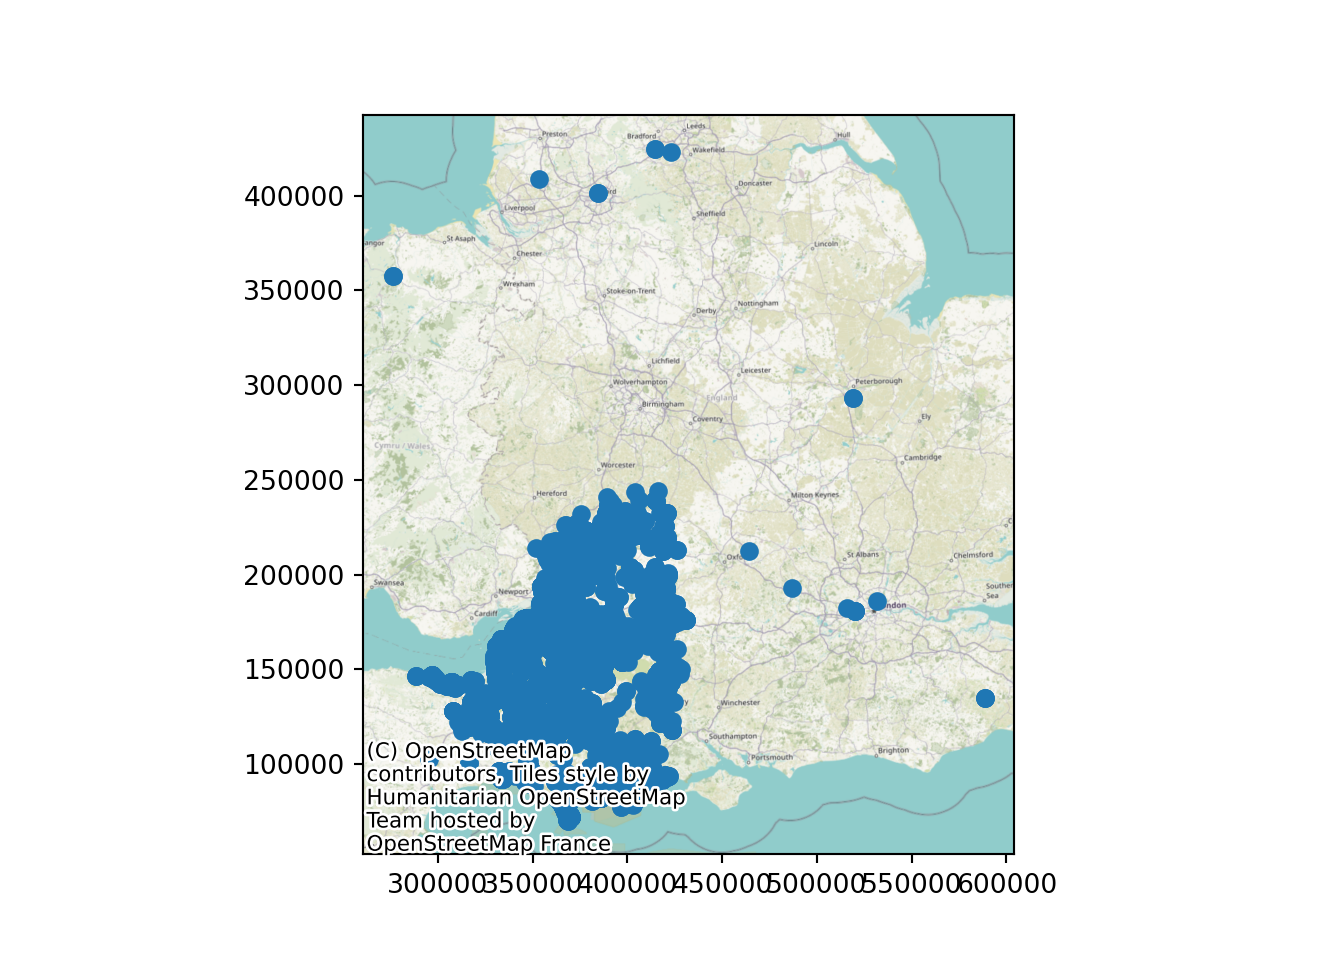 Preston
Leeds
Bradford
Hull
Wakefield
Doncaster
400000
Liverpool
Sheffield
St Asaph
Lincoln
Chester
350000
Wrexham
Stoke-on-Trent
Nottingham
Derby
Lichfield
Leicester
300000
Wolverhampton
Peterborough
England
Birmingham
Coventry
Ely
Cymru / Wales
Cambridge
Worcester
250000
Hereford
Milton Keynes
St Albans
Chelmsford
200000
Swansea
Newport
Cardiff
150000
Winchester
Southampton
Brighton
Portsmouth
100000
(C) OpenStreetMap
contributors, Tiles style by
Humanitarian OpenStreetMap
Team hosted by
OpenStreetMap France
300000 350000 400000 450000 500000 550000 600000